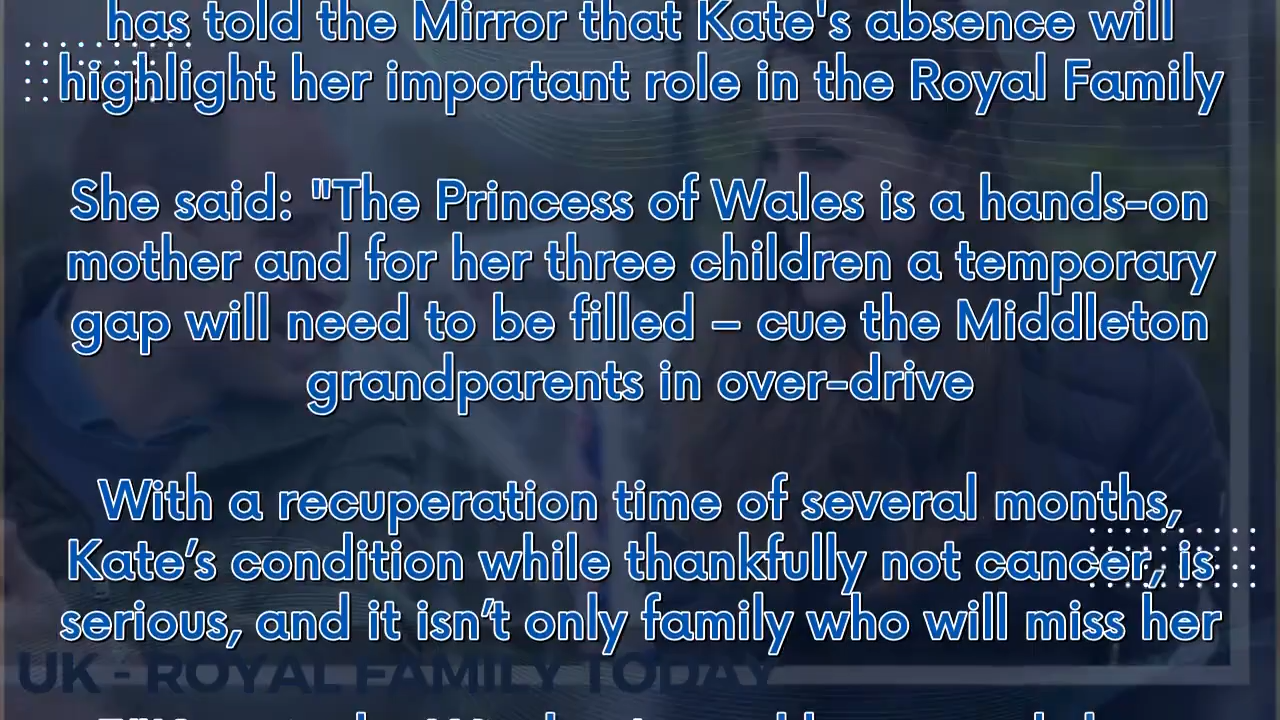 has told the Mirror that Kate's absence will
highlight her important role in the Royal Family
She said: "The Princess of Wales is a hands-on
mother and for her three children a temporary
gap will need to be filled – cue the Middleton
grandparents in over-drive
With a recuperation time of several months,
Kate’s condition while thankfully not cancer, is
serious, and it isn’t only family who will miss her
UK - ROYAL FAMILY TODAY